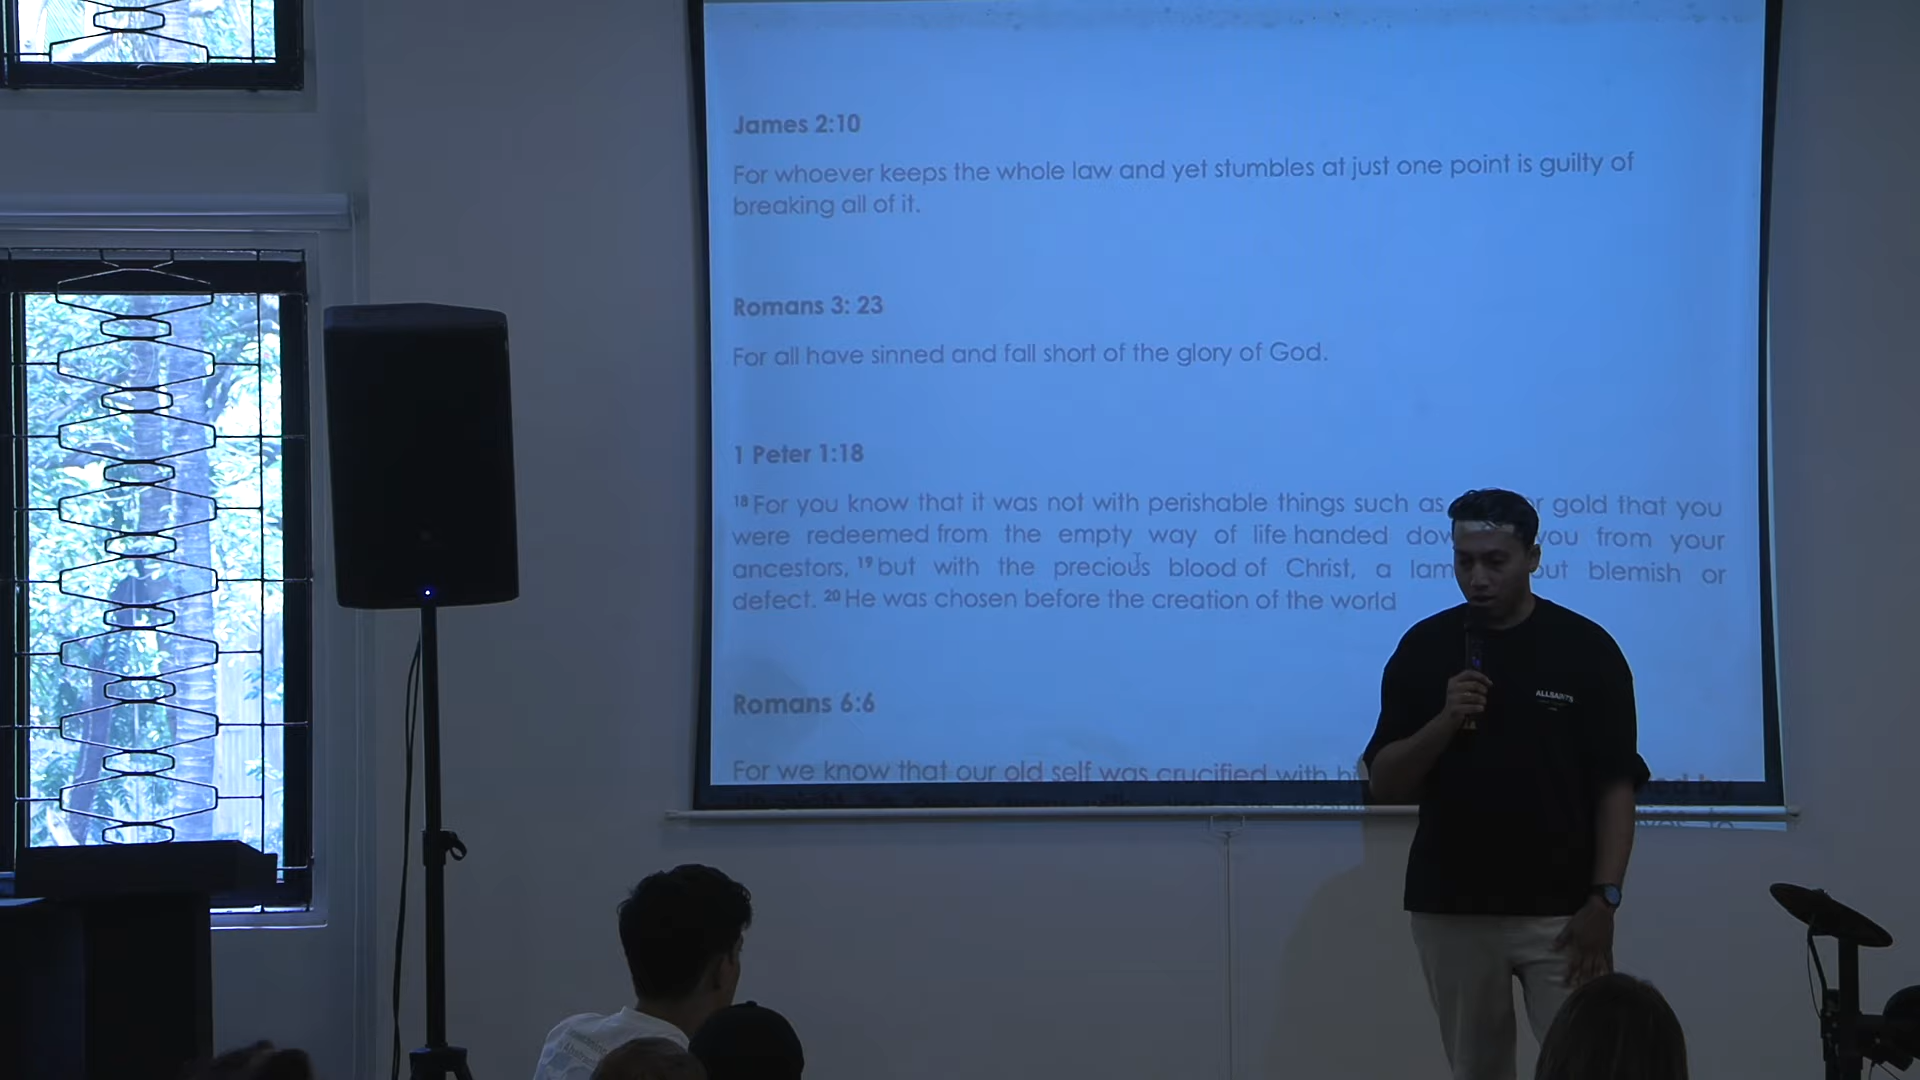 James 2:10
For whoever keeps the whole law and yet stumbles at just one point is guilty of
breaking all of it.
Romans 3: 23
For all have sinned and fall short of the glory of God.
1 Peter 1:18
18 For you know that it was not with perishable things such as gold that you
were redeemed from the empty way of life handed you from your
ancestors, 19 but with the precious blood of Christ, a blemish or
defect. 20 He was chosen before the creation of the world
Romans 6:6
For we know that our old self was crucified with
ALLSAINTS